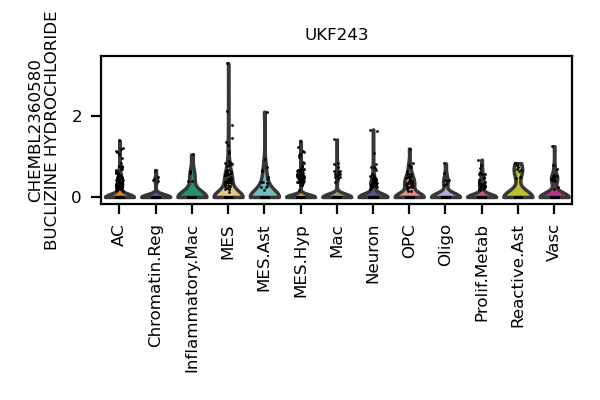 UKF243
CHEMBL2360580
BUCLIZINE HYDROCHLORIDE
2
0
AC
Chromatin.Reg
Inflammatory.Mac
MES
MES.Ast
MES.Hyp
Mac
Neuron
OPC
Oligo
Prolif.Metab
Reactive.Ast
Vasc